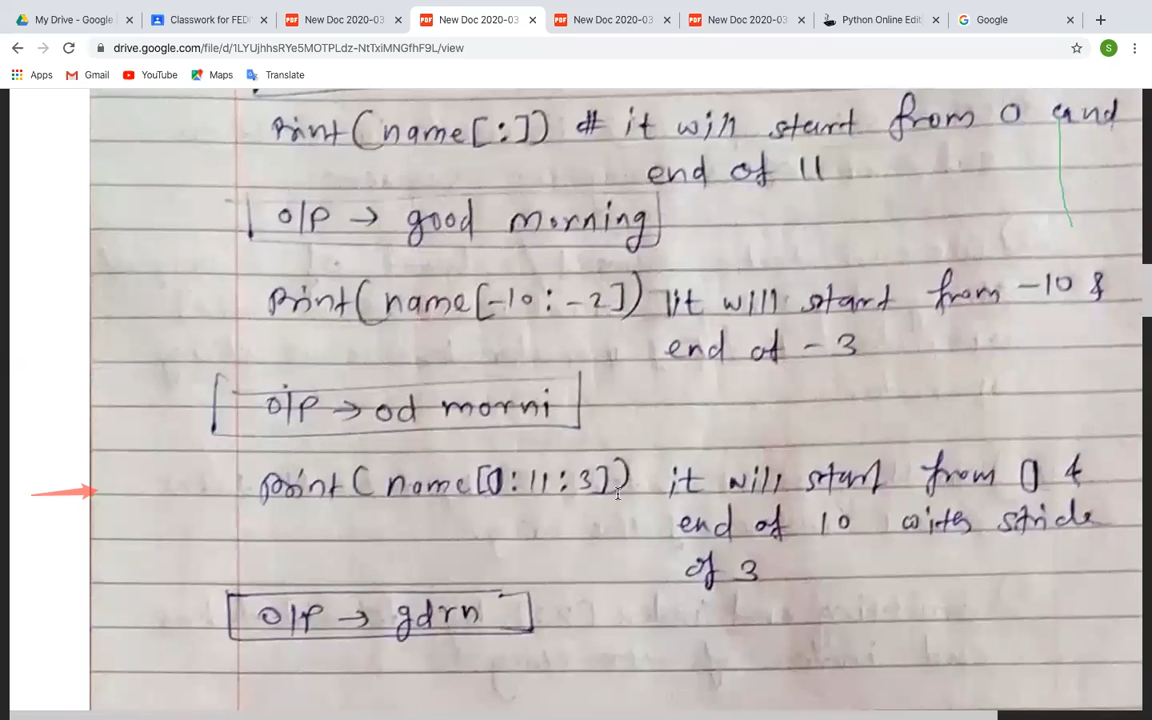 My Drive - Google
Classwork for FED
New Doc 2020-03
New Doc 2020-03
New Doc 2020-03
New Doc 2020-03
Python Online Edit
Google
drive.google.com/file/d/1LYUjhhsRYe5MOTPLdz-NtTxiMNGfhF9L/view
S
Apps
Gmail
YouTube
Maps
Translate
print(name[:]) # it will start from 0 and
end of 11
o/p → good morning
print(name[-10:-2]) it will start from -10 &
end of -3
o/p → od morni
print(name[0:11:3]) it will start from 0 &
end of 10 with stride
of 3
o/p → gdrn